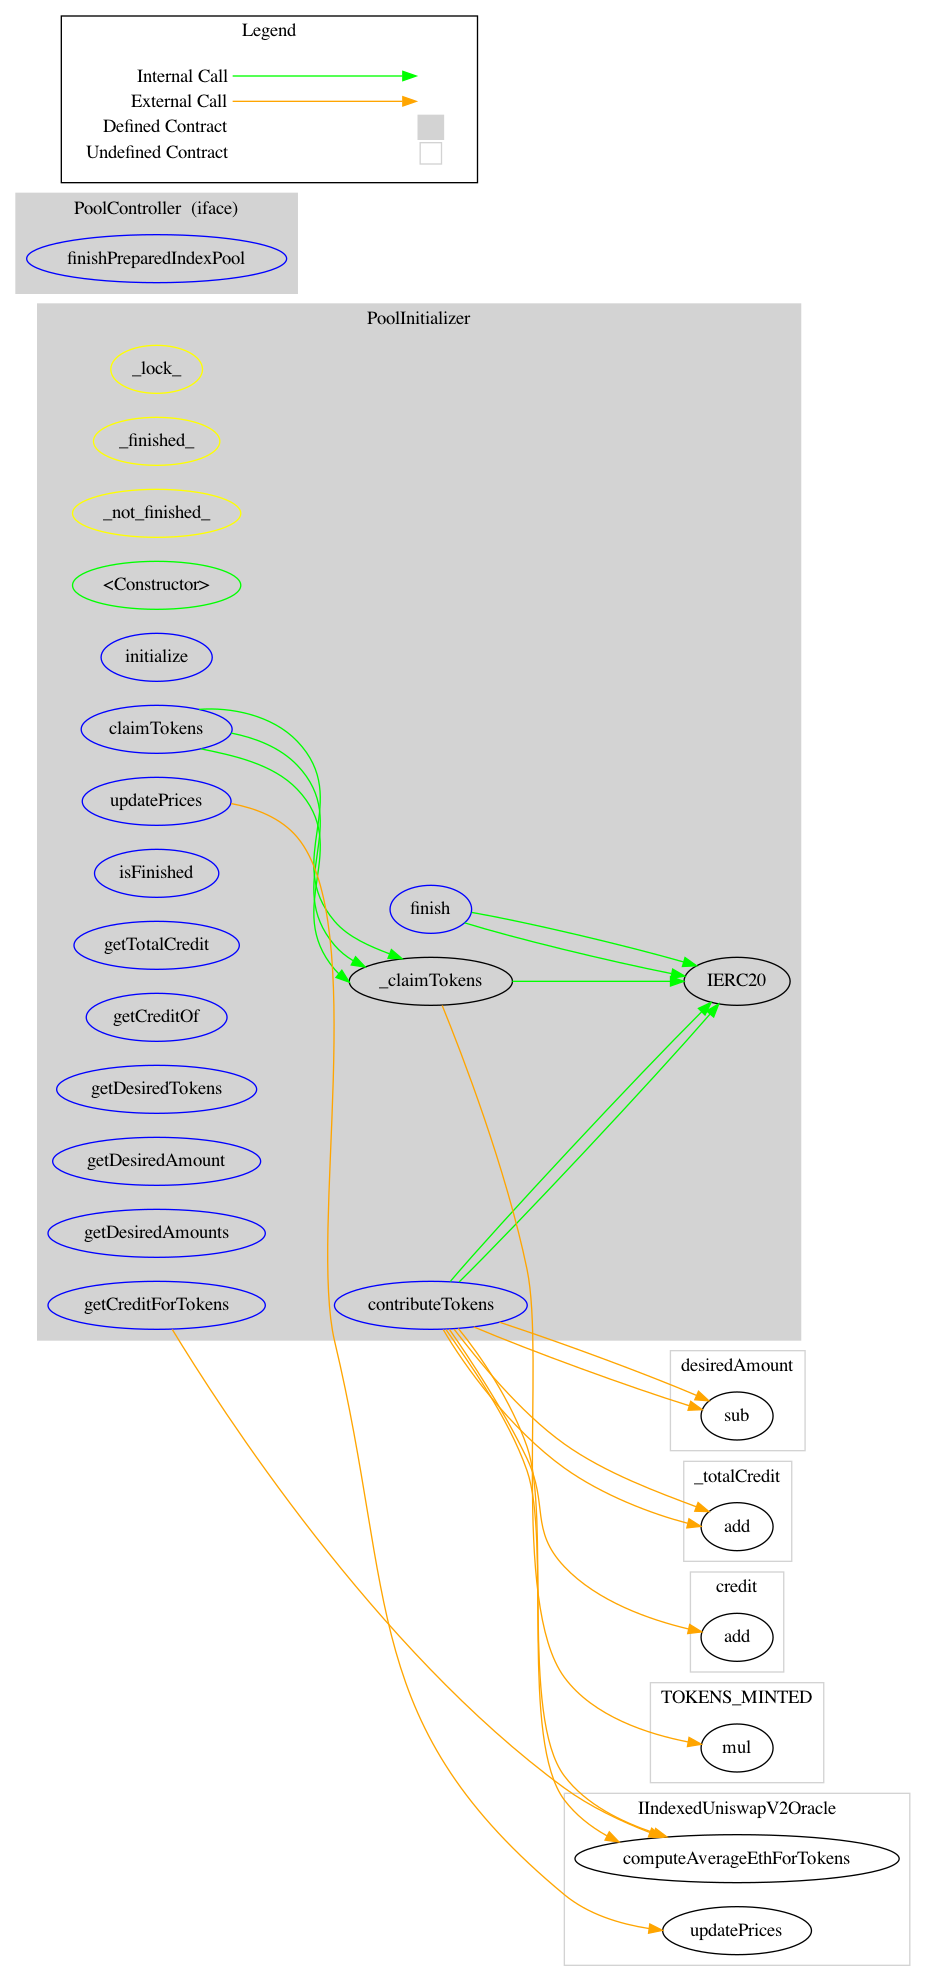 Legend
Internal Call
External Call
Defined Contract
Undefined Contract
PoolController (iface)
finishPreparedIndexPool
PoolInitializer
_lock_
_finished_
_not_finished_
<Constructor>
initialize
claimTokens
updatePrices
isFinished
finish
getTotalCredit
_claimTokens
IERC20
getCreditOf
getDesiredTokens
getDesiredAmount
getDesiredAmounts
getCreditForTokens
contributeTokens
desiredAmount
sub
_totalCredit
add
credit
add
TOKENS_MINTED
mul
IIndexedUniswapV2Oracle
computeAverageEthForTokens
updatePrices